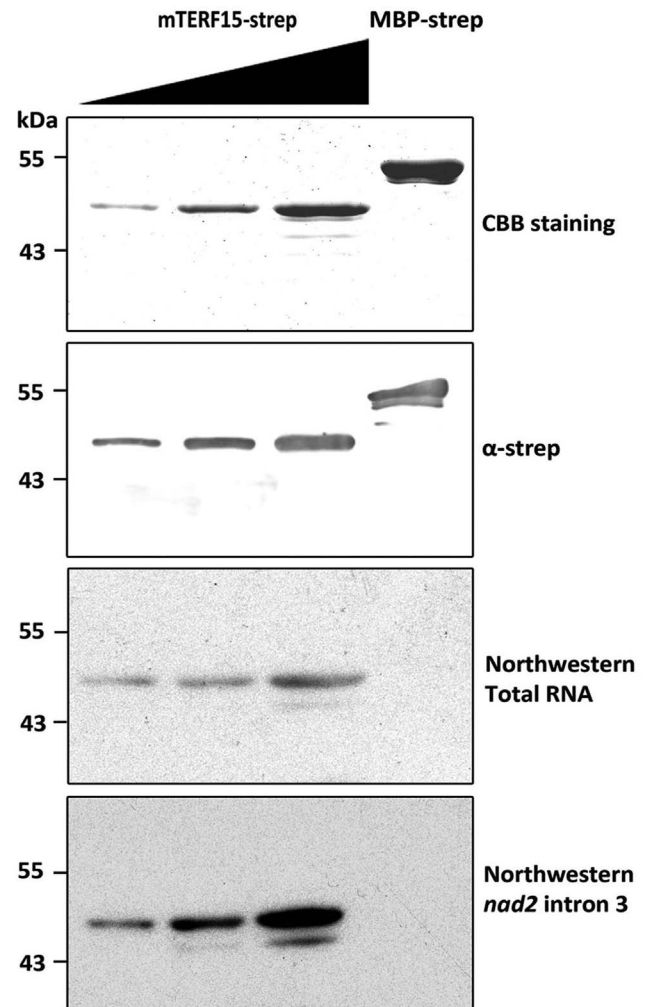 mTERF15-strep MBP-strep
kDa
55
43
CBB staining
55
43
α-strep
55
43
Northwestern
Total RNA
55
43
Northwestern
nad2 intron 3